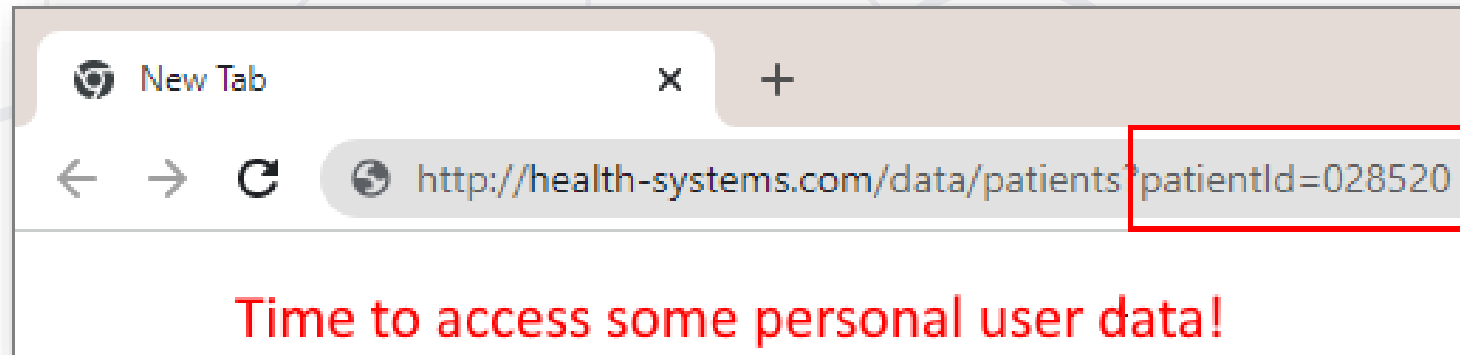 New Tab
http://health-systems.com/data/patients?patientId=028520
Time to access some personal user data!